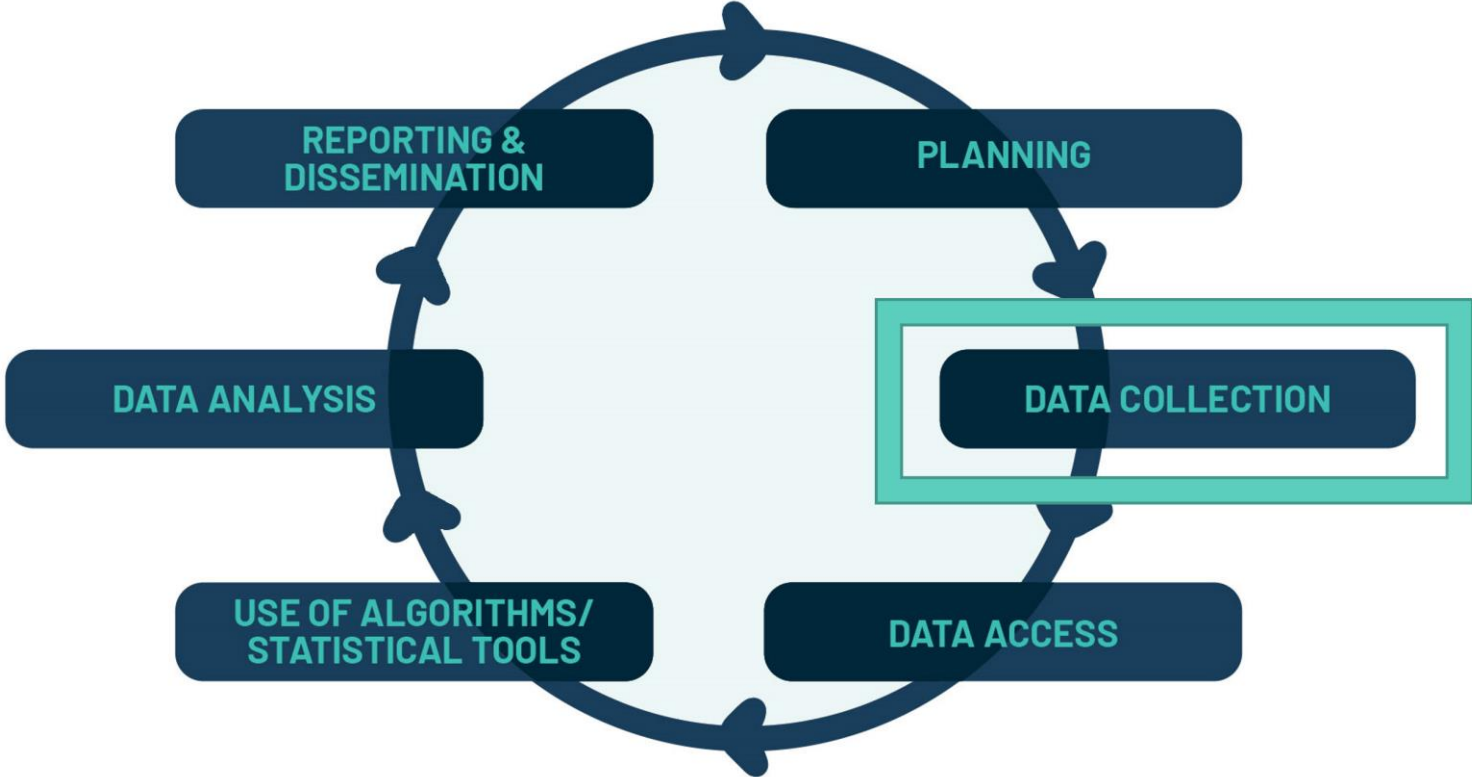 REPORTING &
DISSEMINATION
PLANNING
DATA ANALYSIS
DATA COLLECTION
USE OF ALGORITHMS/
STATISTICAL TOOLS
DATA ACCESS